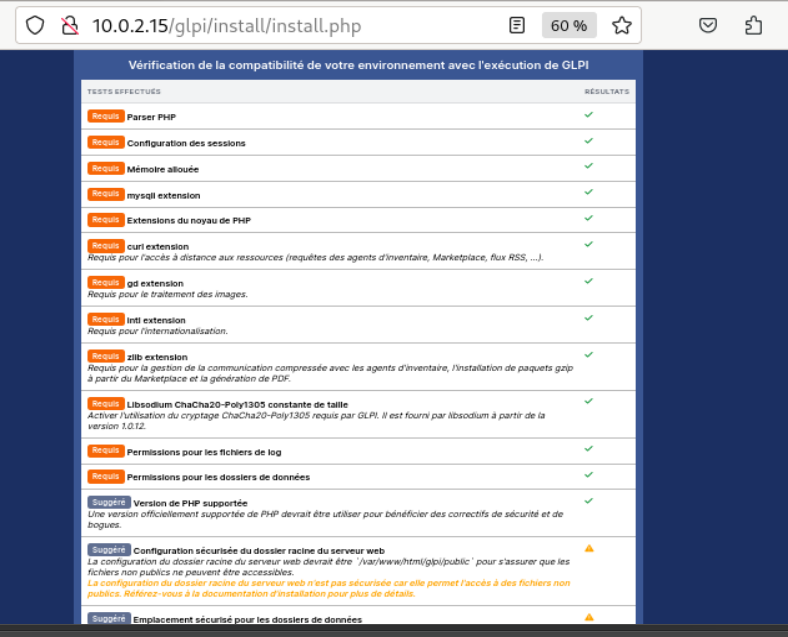 10.0.2.15/glpi/install/install.php
60 %
Vérification de la compatibilité de votre environnement avec l'exécution de GLPI
TESTS EFFECTUÉS RÉSULTATS
Requis Parser PHP
Requis Configuration des sessions
Requis Mémoire allouée
Requis mysqli extension
Requis Extensions du noyau de PHP
Requis curl extension
Requis pour l'accès à distance aux ressources (requêtes des agents d'inventaire, Marketplace, flux RSS, ...).
Requis gd extension
Requis pour le traitement des images.
Requis intl extension
Requis pour l'internationalisation.
Requis zlib extension
Requis pour la gestion de la communication compressée avec les agents d'inventaire, l'installation de paquets gzip
à partir du Marketplace et la génération de PDF.
Requis Libsodium ChaCha20-Poly1305 constante de taille
Activer l'utilisation du cryptage ChaCha20-Poly1305 requis par GLPI. Il est fourni par libsodium à partir de la
version 1.0.12.
Requis Permissions pour les fichiers de log
Requis Permissions pour les dossiers de données
Suggéré Version de PHP supportée
Une version officiellement supportée de PHP devrait être utiliser pour bénéficier des correctifs de sécurité et de
bogues.
Suggéré Configuration sécurisée du dossier racine du serveur web
La configuration du dossier racine du serveur web devrait être `/var/www/html/glpi/public` pour s'assurer que les
fichiers non publics ne peuvent être accessibles.
La configuration du dossier racine du serveur web n'est pas sécurisée car elle permet l'accès à des fichiers non
publics. Référez-vous à la documentation d'installation pour plus de détails.
Suggéré Emplacement sécurisé pour les dossiers de données